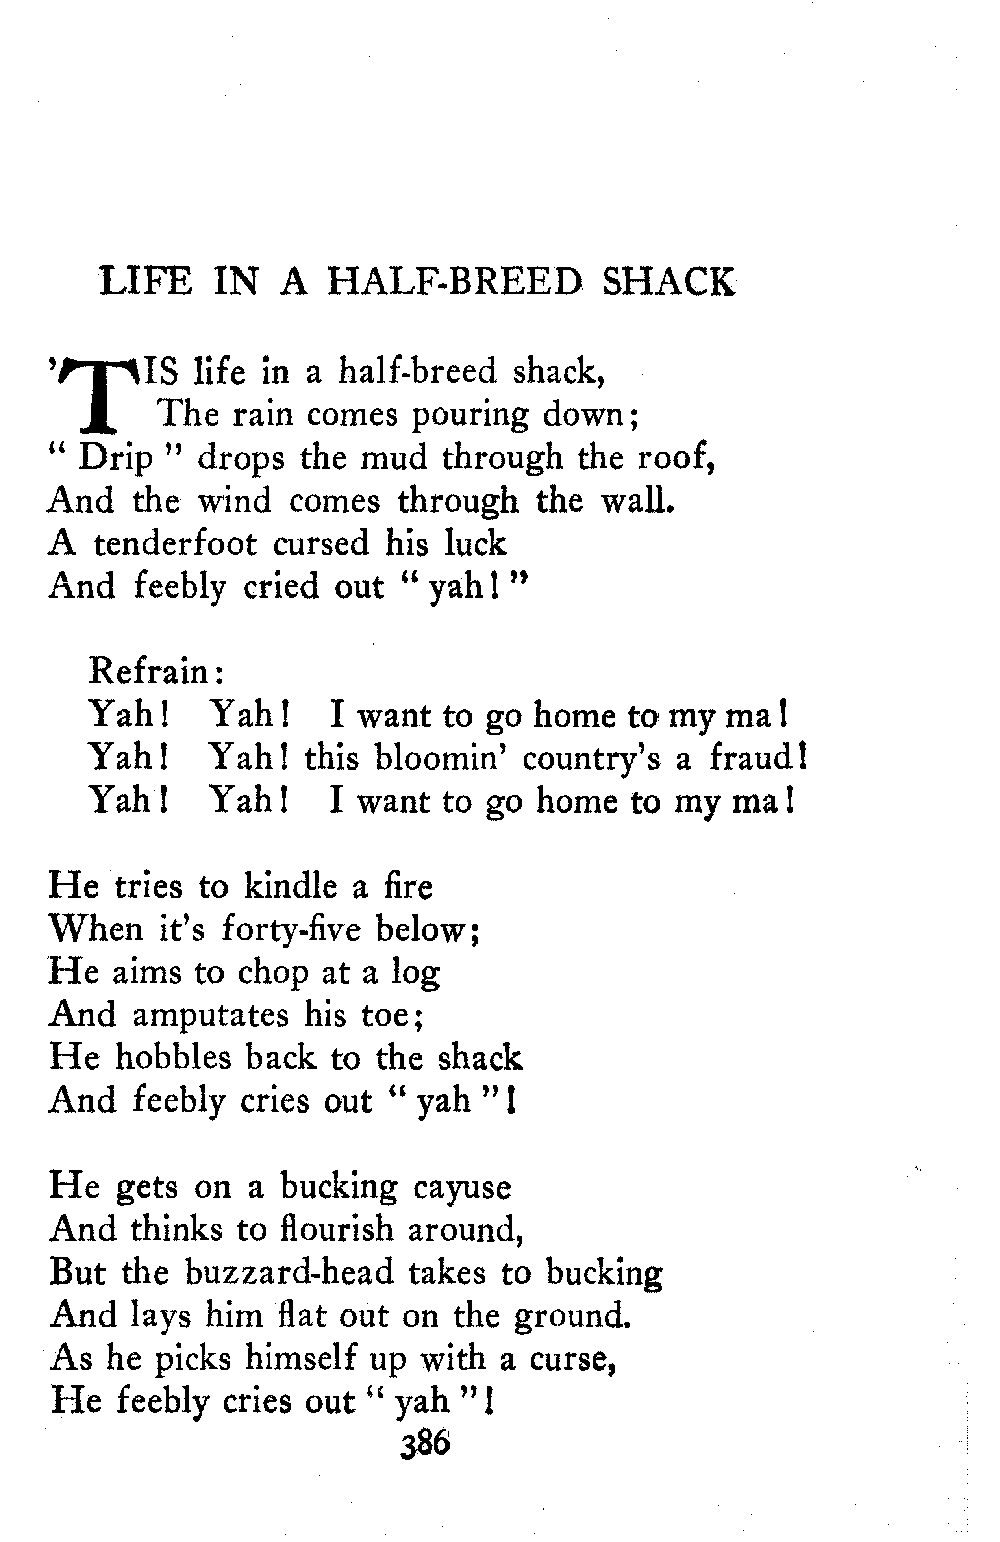 LIFE IN A HALF-BREED SHACK
'TIS life in a half-breed shack,
The rain comes pouring down;
" Drip " drops the mud through the roof,
And the wind comes through the wall.
A tenderfoot cursed his luck
And feebly cried out " yah! "
Refrain:
Yah! Yah! I want to go home to my ma!
Yah! Yah! this bloomin' country's a fraud!
Yah! Yah! I want to go home to my ma!
He tries to kindle a fire
When it's forty-five below;
He aims to chop at a log
And amputates his toe;
He hobbles back to the shack
And feebly cries out " yah "!
He gets on a bucking cayuse
And thinks to flourish around,
But the buzzard-head takes to bucking
And lays him flat out on the ground.
As he picks himself up with a curse,
He feebly cries out " yah "!
386